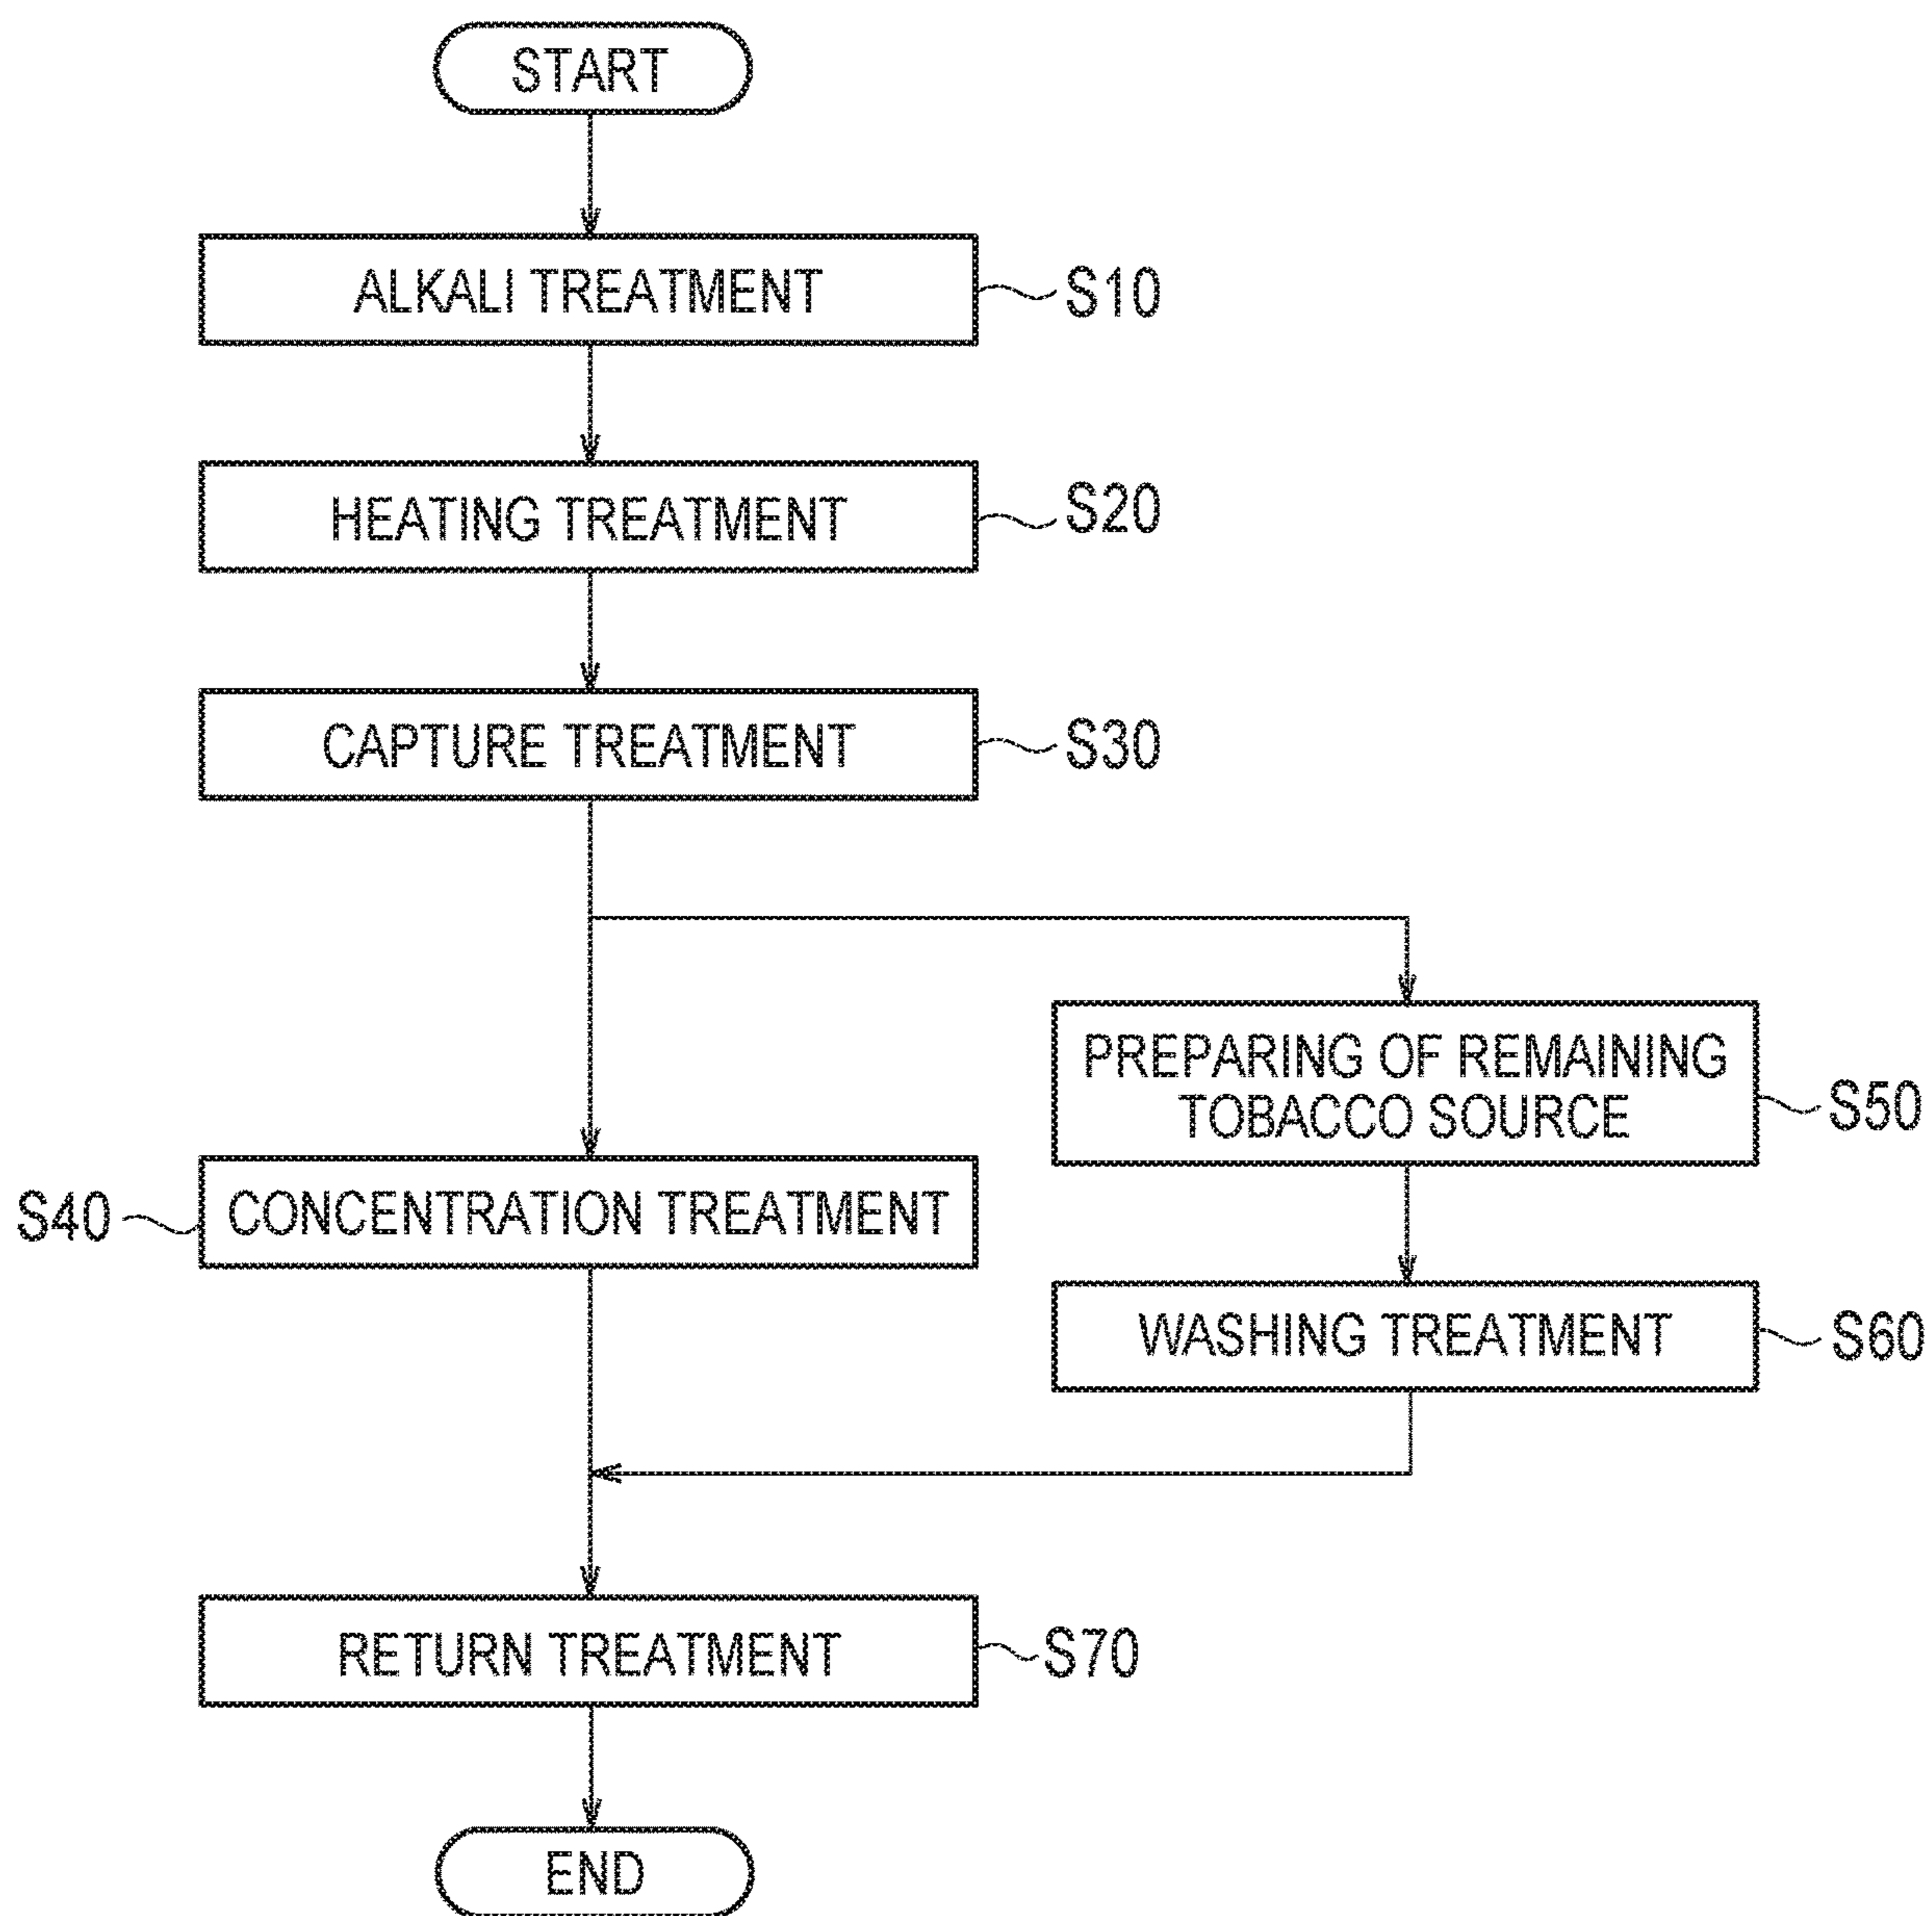 START
ALKALI TREATMENT
S10
HEATING TREATMENT
S20
CAPTURE TREATMENT
S30
PREPARING OF REMAINING
TOBACCO SOURCE
S50
S40
CONCENTRATION TREATMENT
WASHING TREATMENT
S60
RETURN TREATMENT
S70
END